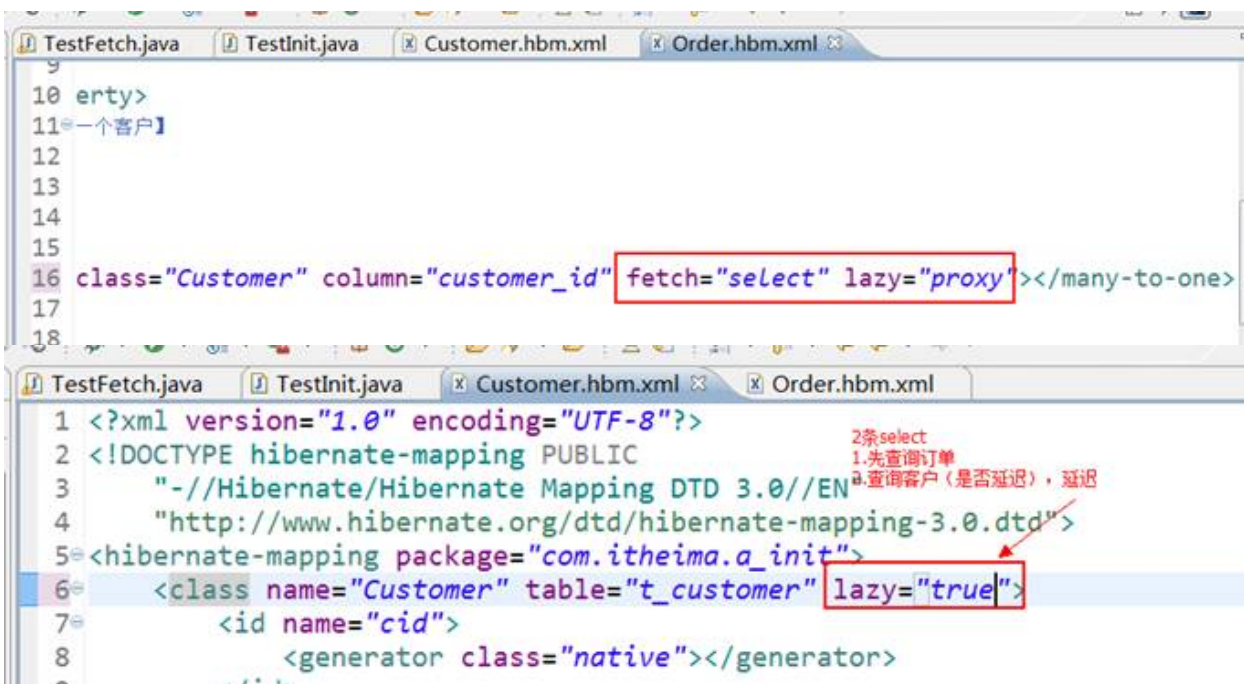 TestFetch.java TestInit.java Customer.hbm.xml Order.hbm.xml
9
10 erty>
11 一个客户】
12
13
14
15
16 class="Customer" column="customer_id" fetch="select" lazy="proxy"></many-to-one>
17
18
TestFetch.java TestInit.java Customer.hbm.xml Order.hbm.xml
1 <?xml version="1.0" encoding="UTF-8"?>
2条select
2 <!DOCTYPE hibernate-mapping PUBLIC
1.先查询订单
3 "-//Hibernate/Hibernate Mapping DTD 3.0//EN"
查询客户（是否延迟），延迟
4 "http://www.hibernate.org/dtd/hibernate-mapping-3.0.dtd">
5 <hibernate-mapping package="com.itheima.a_init">
6 <class name="Customer" table="t_customer" lazy="true">
7 <id name="cid">
8 <generator class="native"></generator>